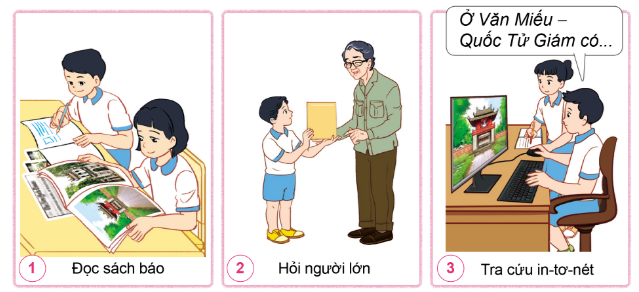 Ở Văn Miếu –
Quốc Tử Giám có...
1 Đọc sách báo
2 Hỏi người lớn
3 Tra cứu in-tơ-nét